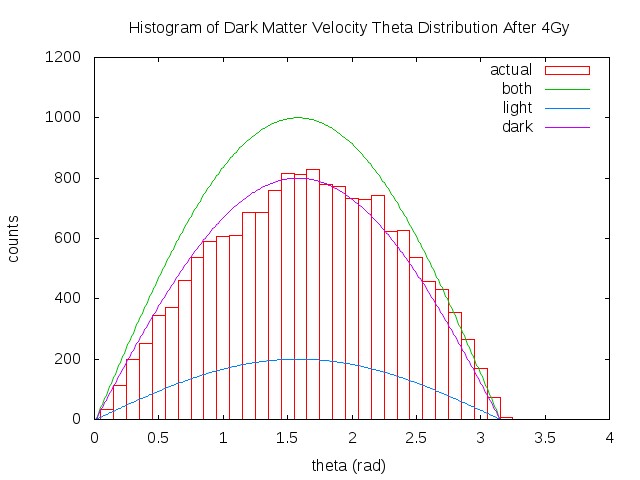 Histogram of Dark Matter Velocity Theta Distribution After 4Gy
1200
1000
800
600
400
200
0
counts
actual
both
light
dark
0 0.5 1 1.5 2 2.5 3 3.5 4
theta (rad)